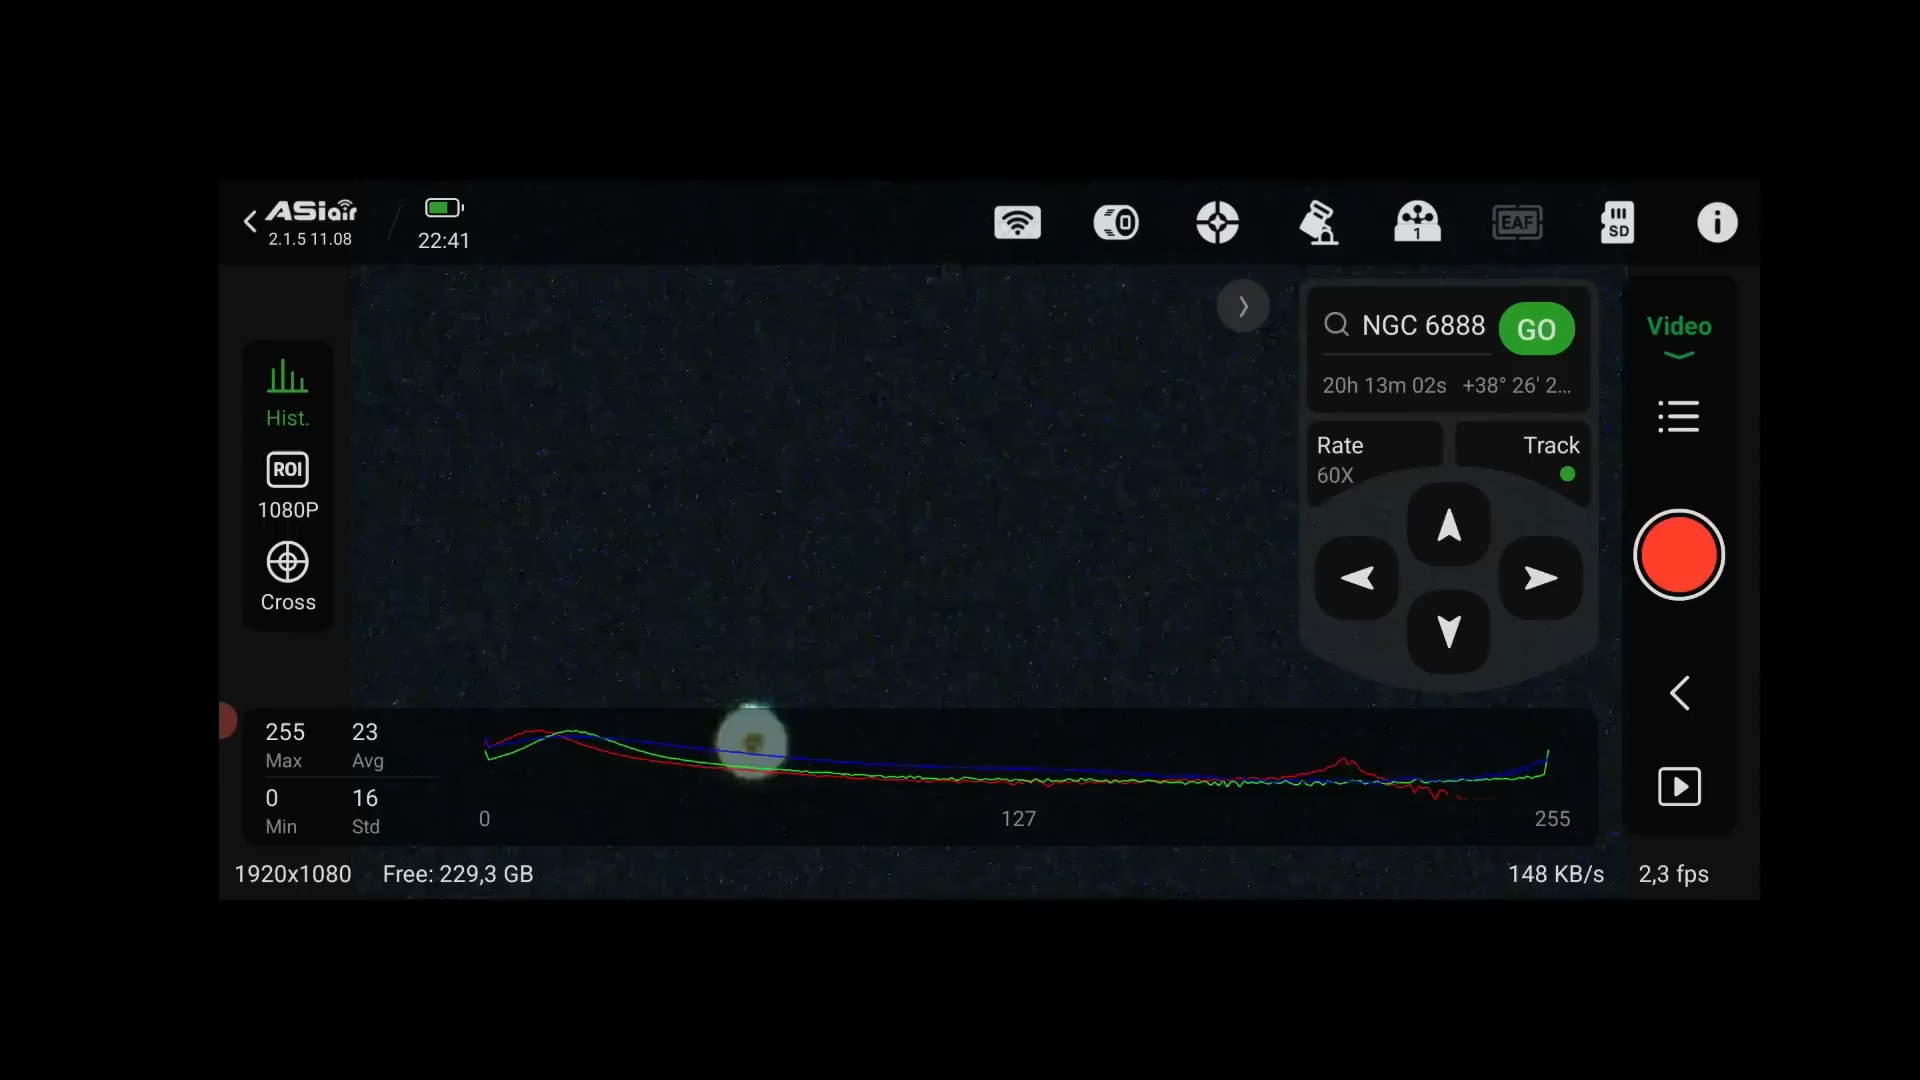 ASiair
2.1.5 11.08
22:41
1
EAF
SD
NGC 6888
GO
20h 13m 02s +38° 26' 2...
Rate
60X
Track
Video
Hist.
ROI
1080P
Cross
255
Max
23
Avg
0
Min
16
Std
0
127
255
1920x1080
Free: 229,3 GB
148 KB/s
2,3 fps